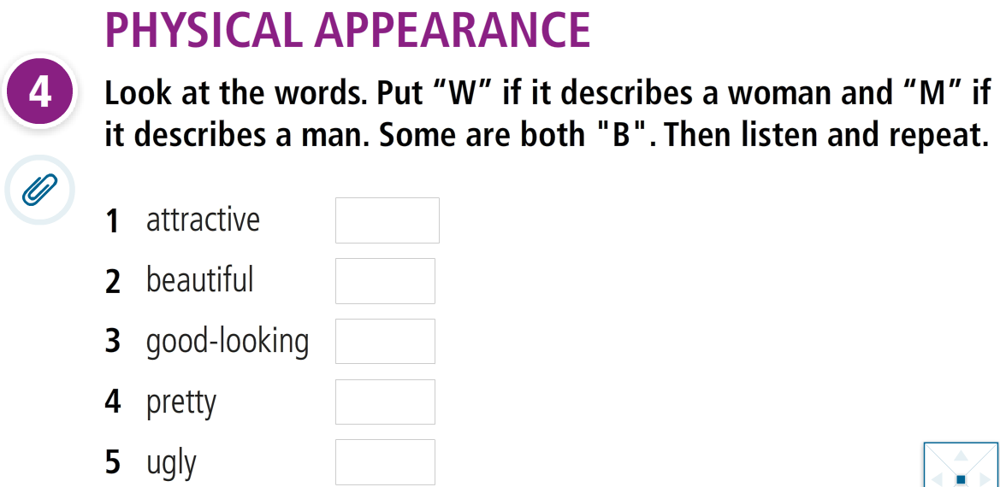 PHYSICAL APPEARANCE
4
Look at the words. Put “W” if it describes a woman and “M” if
it describes a man. Some are both "B". Then listen and repeat.
1 attractive
2 beautiful
3 good-looking
4 pretty
5 ugly